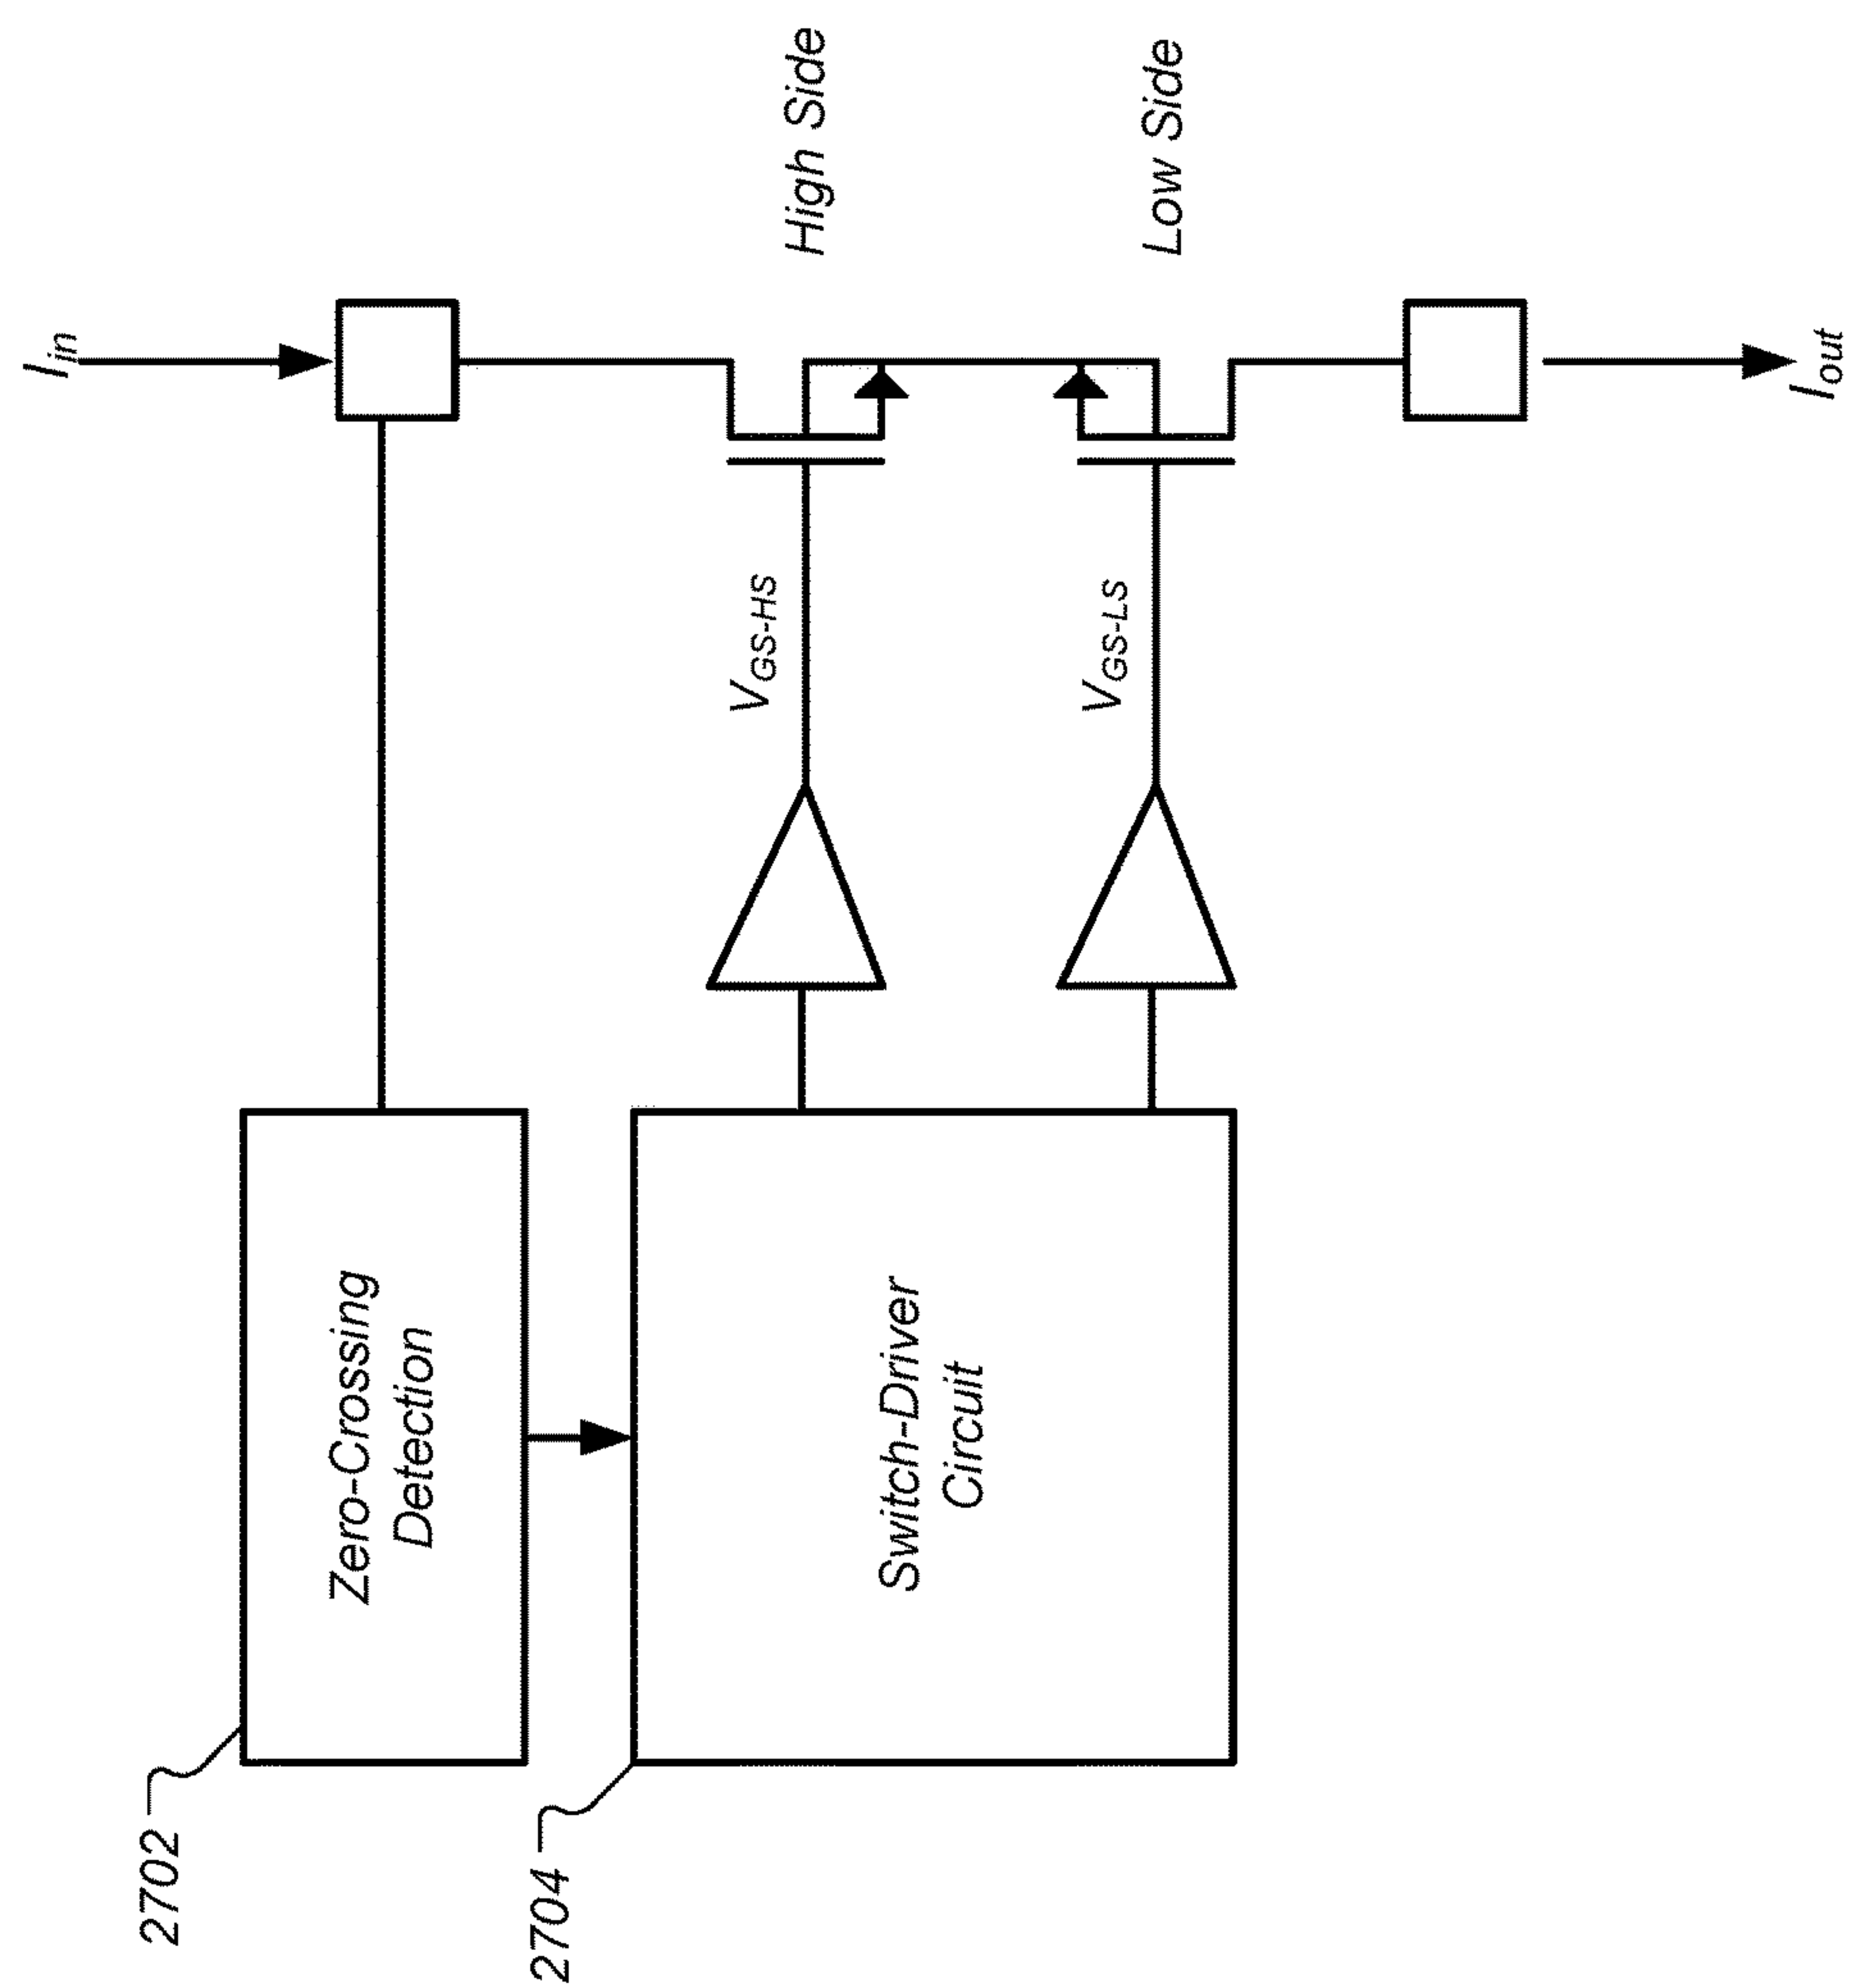 2702
Zero-Crossing
Detection
2704
Switch-Driver
Circuit
V_GS-HS
V_GS-LS
I_in
High Side
Low Side
I_out